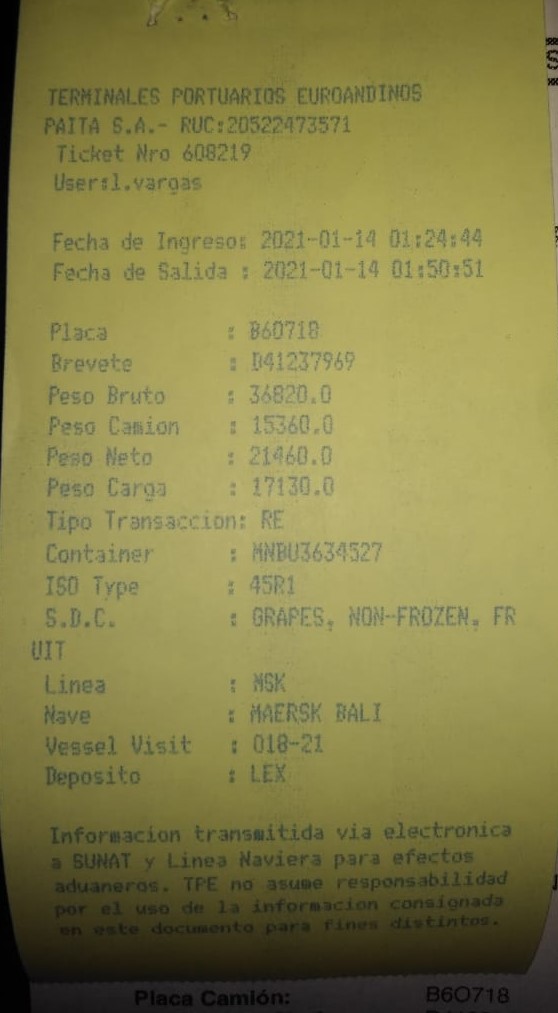 TERMINALES PORTUARIOS EUROANDINOS
PAITA S.A.- RUC:20522473571
Ticket Nro 608219
User:l.vargas
Fecha de Ingreso: 2021-01-14 01:24:44
Fecha de Salida : 2021-01-14 01:50:51
Placa : B60718
Brevete : D41237969
Peso Bruto : 36820.0
Peso Camion : 15360.0
Peso Neto : 21460.0
Peso Carga : 17130.0
Tipo Transaccion: RE
Container : MNBU3634527
ISO Type : 45R1
S.D.C. : GRAPES, NON-FROZEN, FR
UIT
Linea : MSK
Nave : MAERSK BALI
Vessel Visit : 018-21
Deposito : LEX
Informacion transmitida via electronica
a SUNAT y Linea Naviera para efectos
aduaneros. TPE no asume responsabilidad
por el uso de la informacion consignada
en este documento para fines distintos.
Placa Camión: B6O718